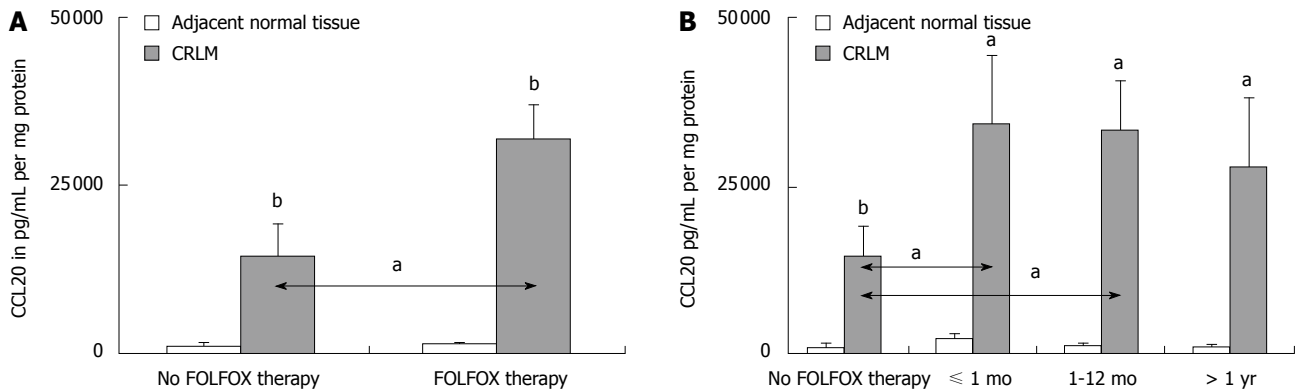 A
Adjacent normal tissue
CRLM
CCL20 in pg/mL per mg protein
50000
25000
0
b
b
a
No FOLFOX therapy
FOLFOX therapy
B
Adjacent normal tissue
CRLM
CCL20 pg/mL per mg protein
50000
25000
0
b
a
a
a
a
a
No FOLFOX therapy
⩽ 1 mo
1-12 mo
> 1 yr